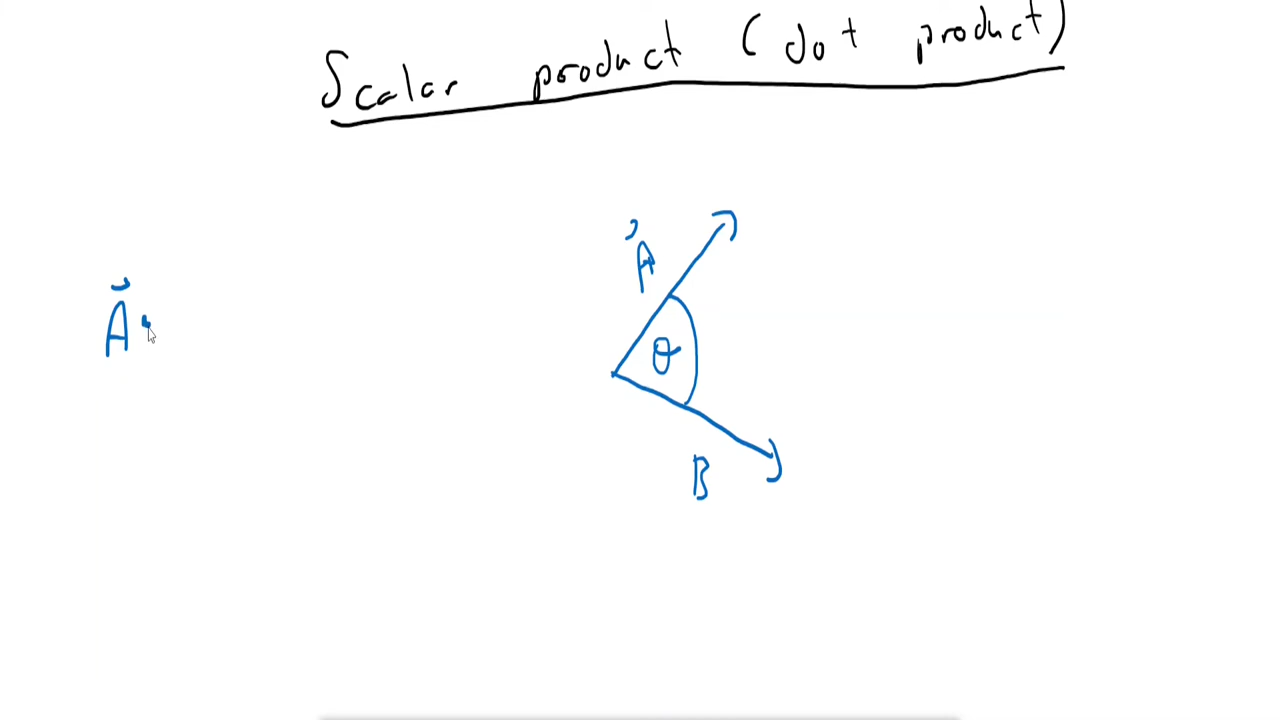 Scalar product (dot product)
A⃗
A⃗ ·
θ
B